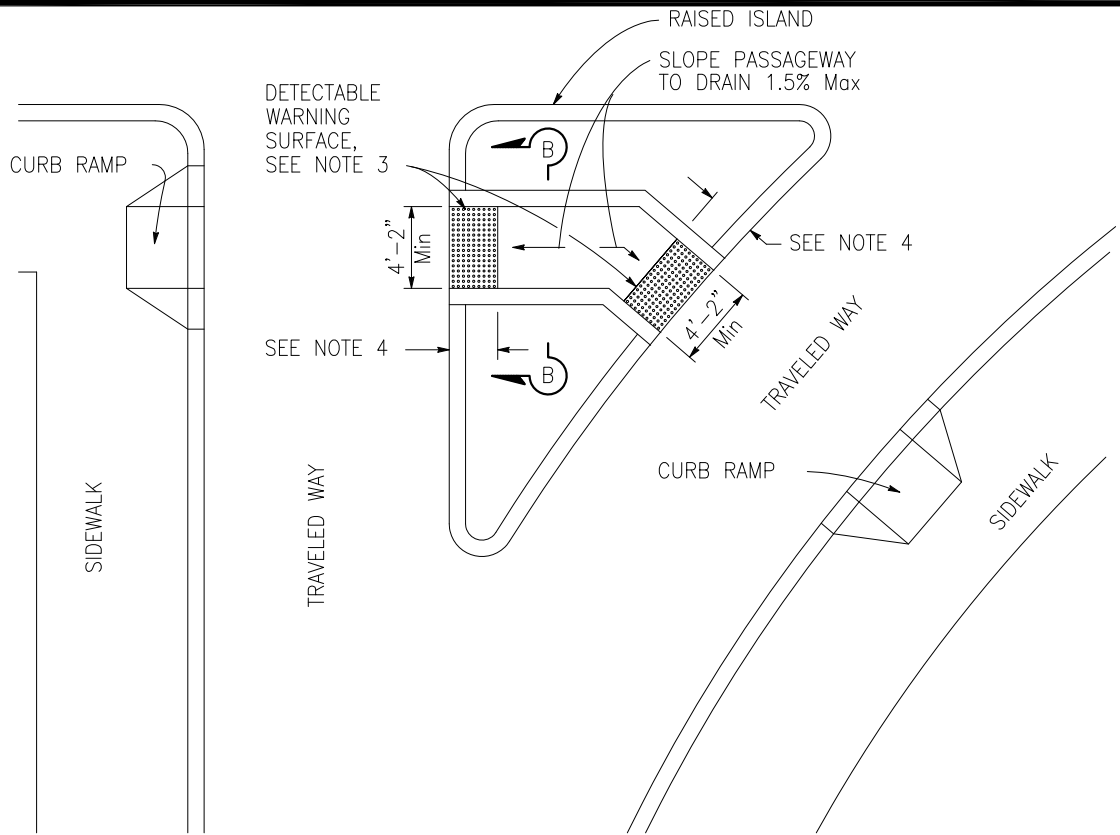 RAISED ISLAND
SLOPE PASSAGEWAY
TO DRAIN 1.5% Max
DETECTABLE
WARNING
SURFACE,
SEE NOTE 3
CURB RAMP
B
4'-2"
Min
SEE NOTE 4
4'-2"
Min
SEE NOTE 4
B
TRAVELED WAY
CURB RAMP
SIDEWALK
TRAVELED WAY
SIDEWALK